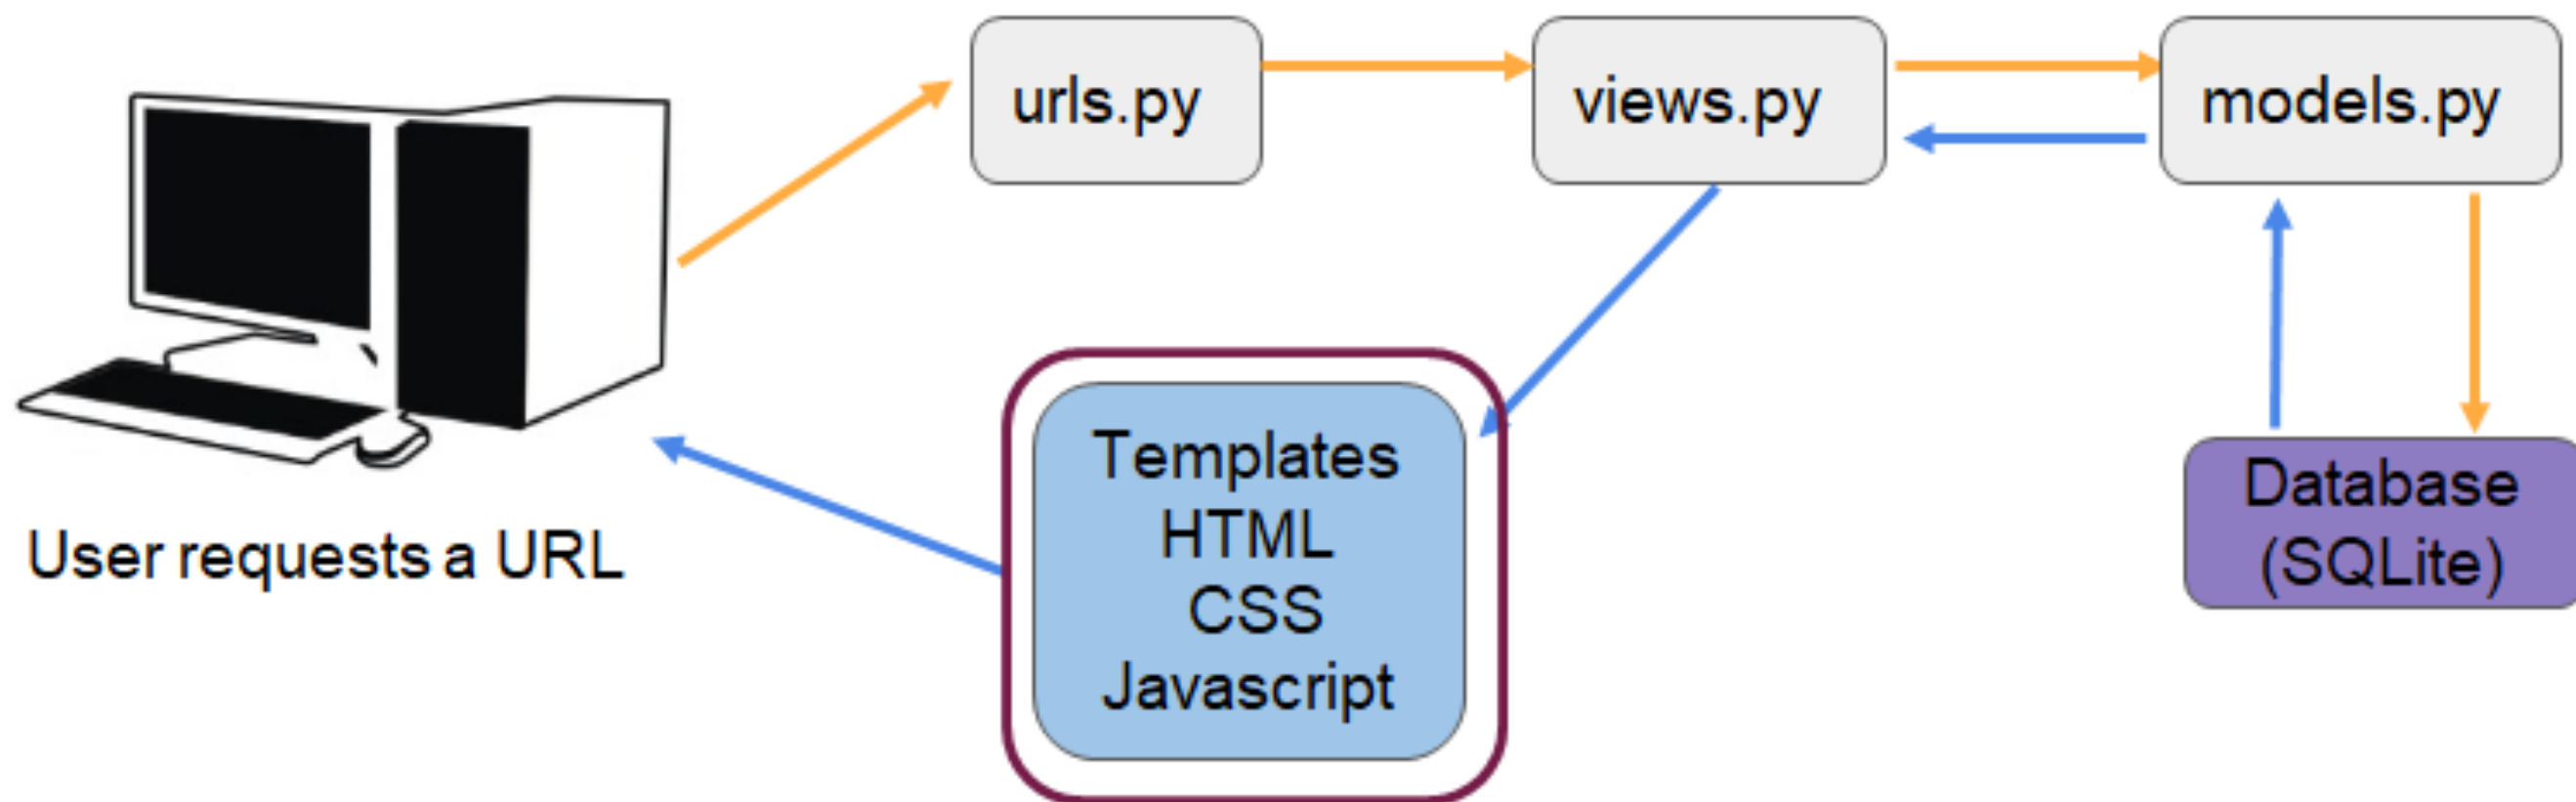 urls.py
views.py
models.py
User requests a URL
Templates
HTML
CSS
Javascript
Database
(SQLite)